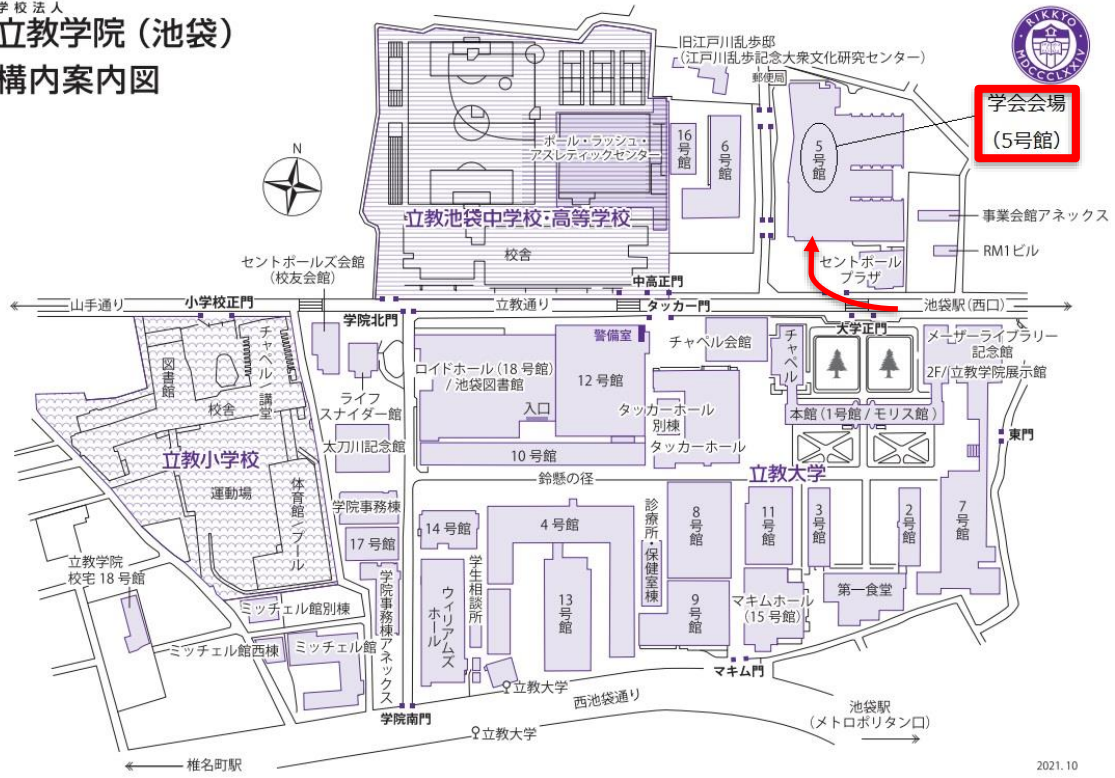 学校法人
立教学院（池袋）
構内案内図
RIKKYO
MDCCCLXXIV
旧江戸川乱歩邸
（江戸川乱歩記念大衆文化研究センター）
郵便局
学会会場
（5号館）
N
ポール・ラッシュ・
アスレティックセンター
16号館
6号館
5号館
立教池袋中学校・高等学校
校舎
事業会館アネックス
RM1ビル
セントポール
プラザ
セントポールズ会館
（校友会館）
中高正門
山手通り
小学校正門
立教通り
タッカー門
池袋駅（西口）
学院北門
大学正門
警備室
チャペル会館
チャペル
メーザーライブラリー
記念館
2F/立教学院展示館
図書館
チャペル/講堂
校舎
ロイドホール（18号館）
/池袋図書館
12号館
入口
ライフ
スナイダー館
タッカーホール
別棟
本館（1号館/モリス館）
太刀川記念館
タッカーホール
東門
10号館
立教小学校
鈴懸の径
立教大学
運動場
体育館/プール
学院事務棟
14号館
4号館
診療所・保健室棟
8号館
11号館
3号館
2号館
7号館
17号館
立教学院
校宅18号館
学生相談所
学院事務棟アネックス
ウィリアムズ
ホール
13号館
9号館
マキムホール
（15号館）
第一食堂
ミッチェル館別棟
ミッチェル館西棟
ミッチェル館
マキム門
立教大学
西池袋通り
学院南門
立教大学
池袋駅
（メトロポリタン口）
椎名町駅
2021.10